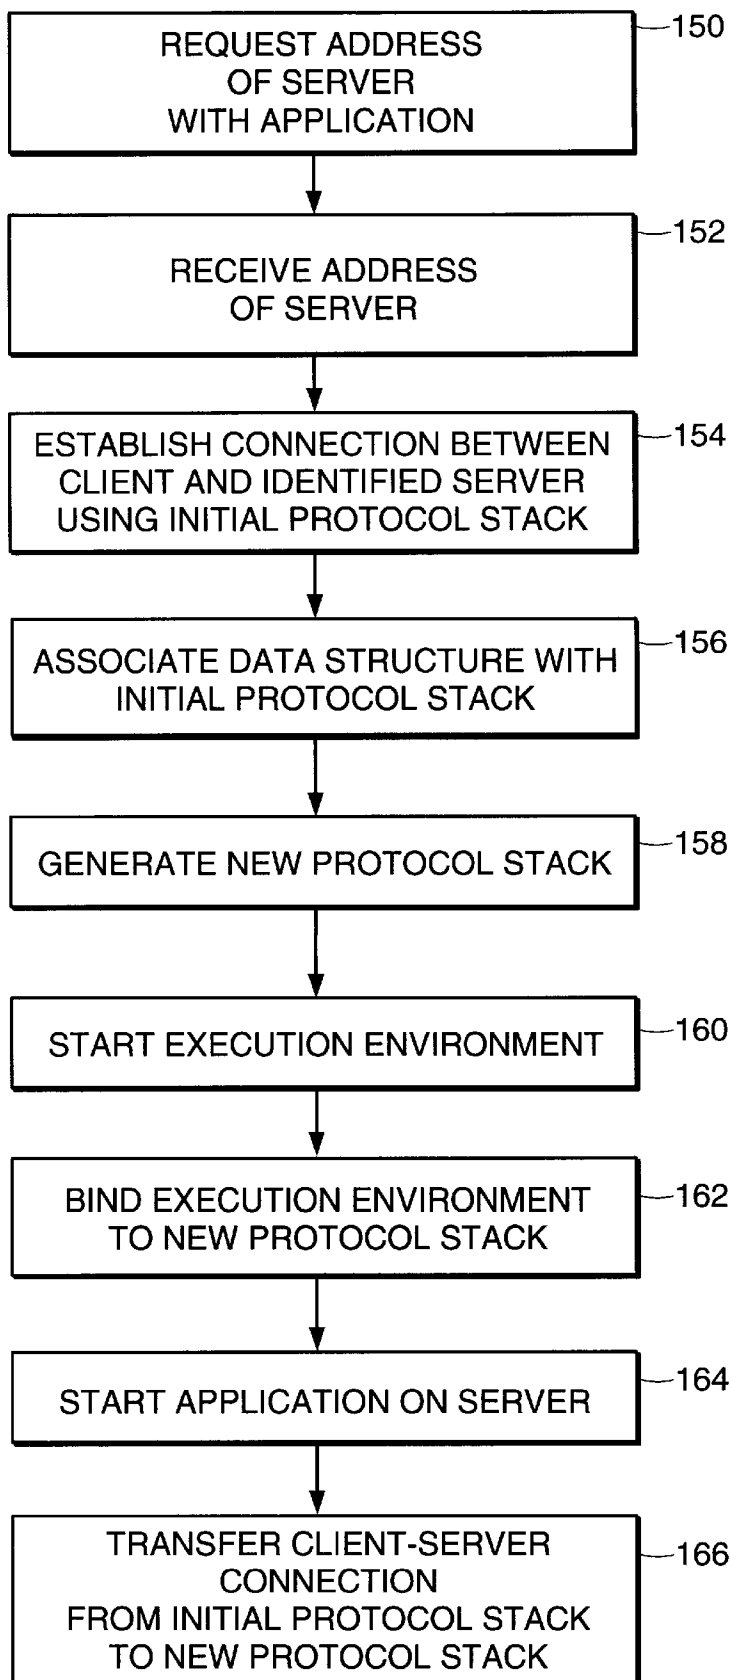 REQUEST ADDRESS
OF SERVER
WITH APPLICATION
150
RECEIVE ADDRESS
OF SERVER
152
ESTABLISH CONNECTION BETWEEN
CLIENT AND IDENTIFIED SERVER
USING INITIAL PROTOCOL STACK
154
ASSOCIATE DATA STRUCTURE WITH
INITIAL PROTOCOL STACK
156
GENERATE NEW PROTOCOL STACK
158
START EXECUTION ENVIRONMENT
160
BIND EXECUTION ENVIRONMENT
TO NEW PROTOCOL STACK
162
START APPLICATION ON SERVER
164
TRANSFER CLIENT-SERVER
CONNECTION
FROM INITIAL PROTOCOL STACK
TO NEW PROTOCOL STACK
166